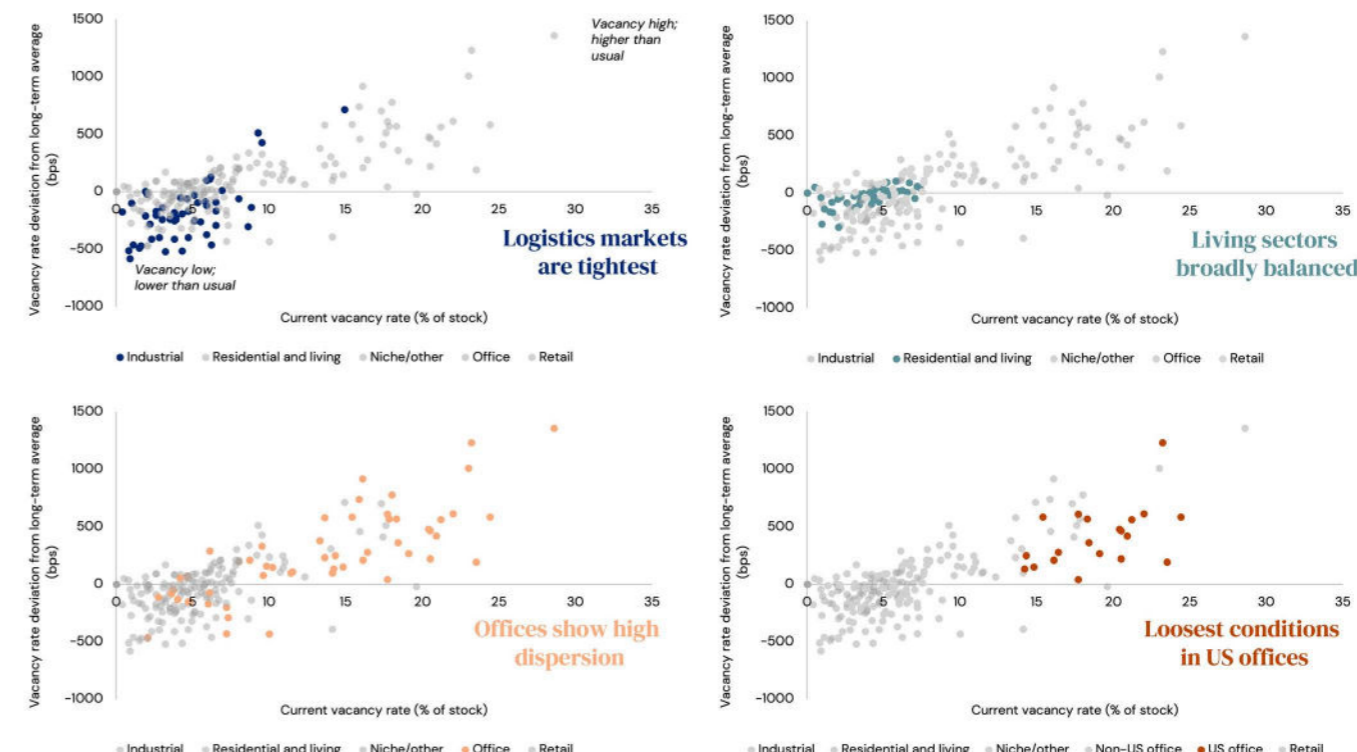 Vacancy rate deviation from long-term average
(bps)
1500
1000
500
0
-500
-1000
0
5
10
15
20
25
30
35
Vacancy high;
higher than
usual
Vacancy low;
lower than usual
Logistics markets
are tightest
Current vacancy rate (% of stock)
Industrial Residential and living Niche/other Office Retail
Vacancy rate deviation from long-term average
(bps)
1500
1000
500
0
-500
-1000
0
5
10
15
20
25
30
35
Living sectors
broadly balanced
Current vacancy rate (% of stock)
Industrial Residential and living Niche/other Office Retail
Vacancy rate deviation from long-term average
(bps)
1500
1000
500
0
-500
-1000
0
5
10
15
20
25
30
35
Offices show high
dispersion
Current vacancy rate (% of stock)
Industrial Residential and living Niche/other Office Retail
Vacancy rate deviation from long-term average
(bps)
1500
1000
500
0
-500
-1000
0
5
10
15
20
25
30
35
Loosest conditions
in US offices
Current vacancy rate (% of stock)
Industrial Residential and living Niche/other Non-US office US office Retail